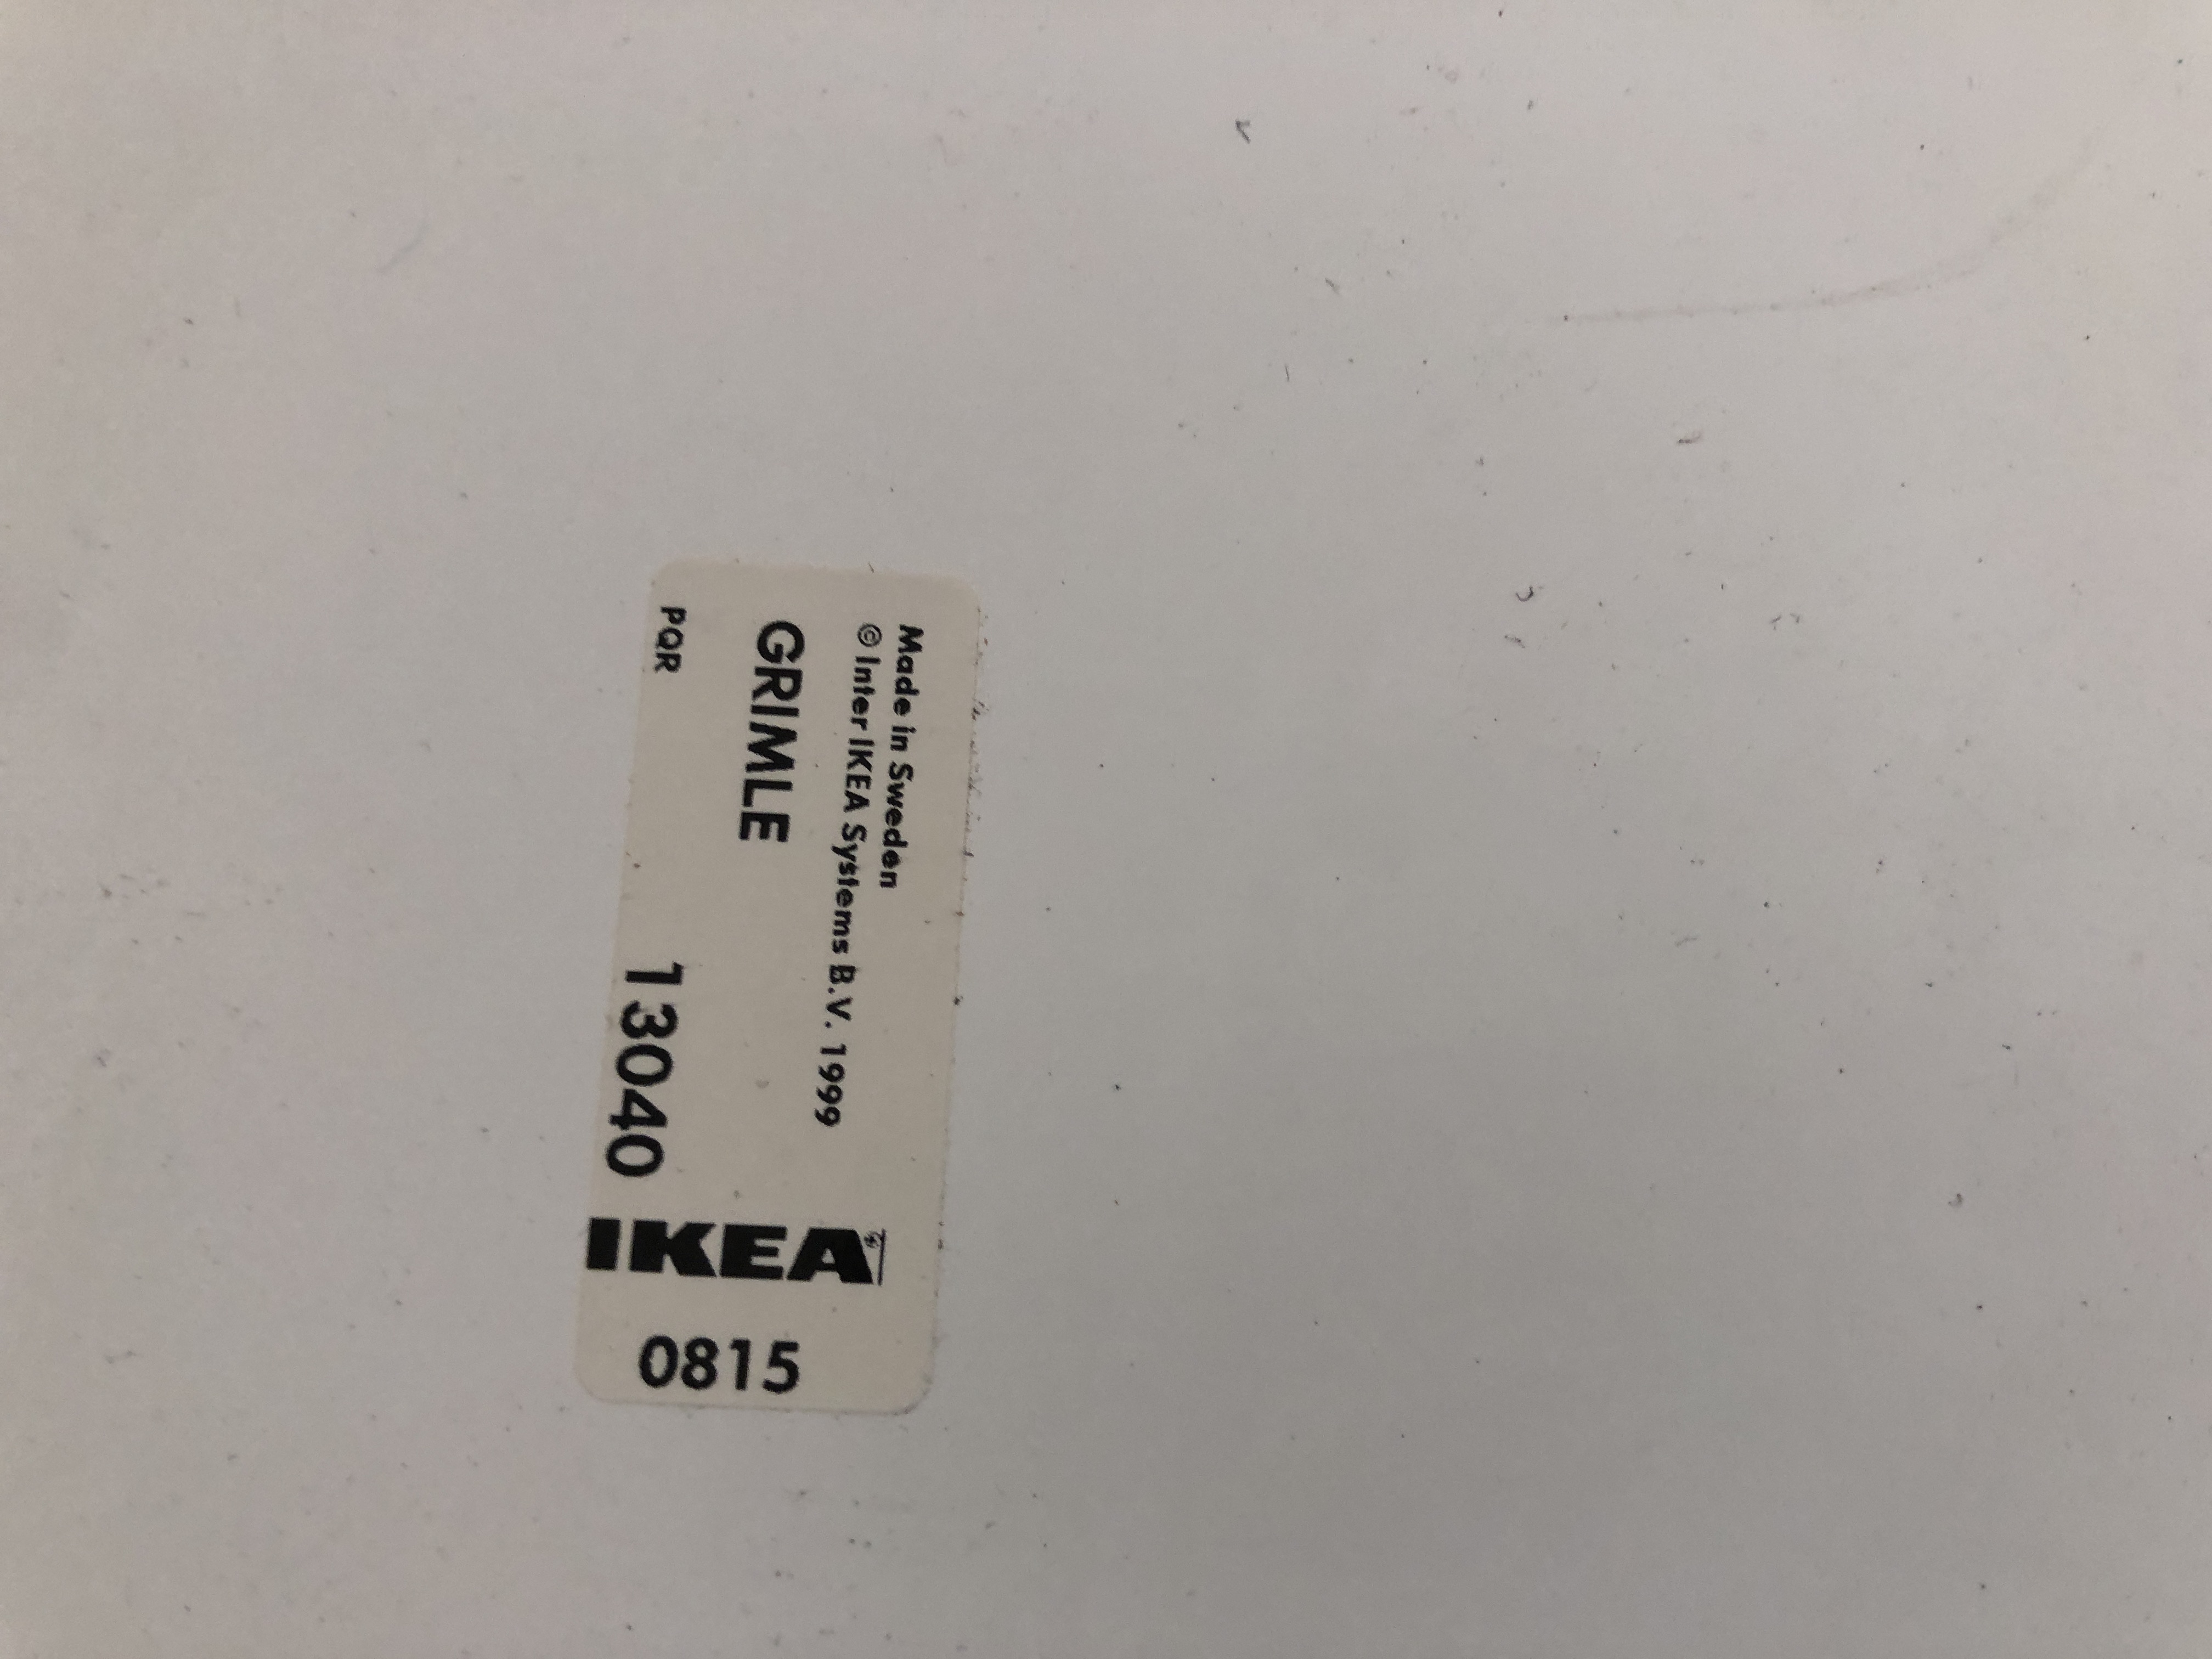 Made in Sweden
© Inter IKEA Systems B.V. 1999
GRIMLE
PQR
13040
IKEA®
0815